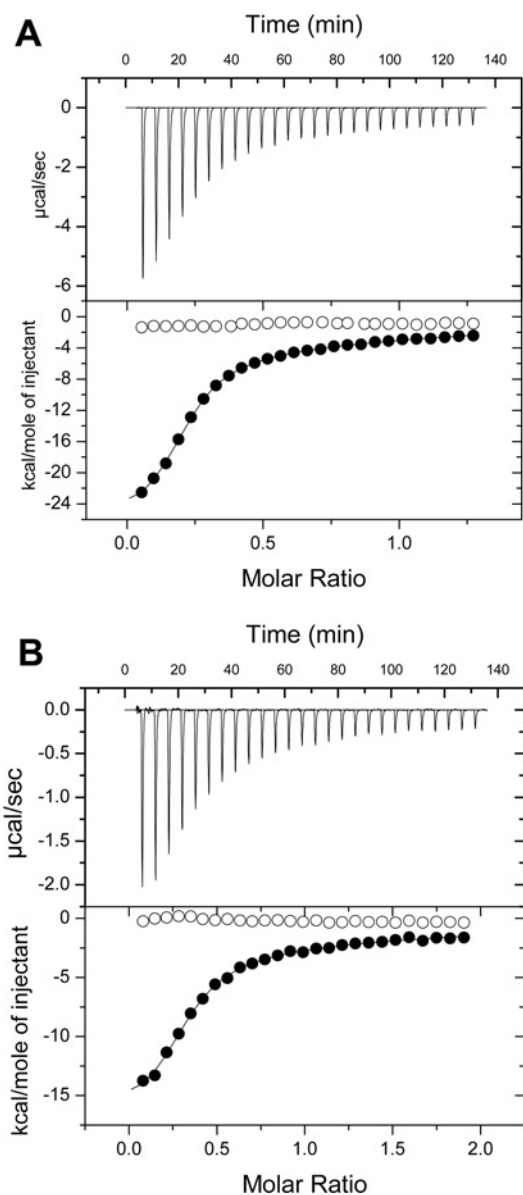 A
Time (min)
0 20 40 60 80 100 120 140
0
-2
-4
-6
µcal/sec
0
-4
-8
-12
-16
-20
-24
kcal/mole of injectant
0.0 0.5 1.0
Molar Ratio
B
Time (min)
0 20 40 60 80 100 120 140
0.0
-0.5
-1.0
-1.5
-2.0
µcal/sec
0
-5
-10
-15
kcal/mole of injectant
0.0 0.5 1.0 1.5 2.0
Molar Ratio